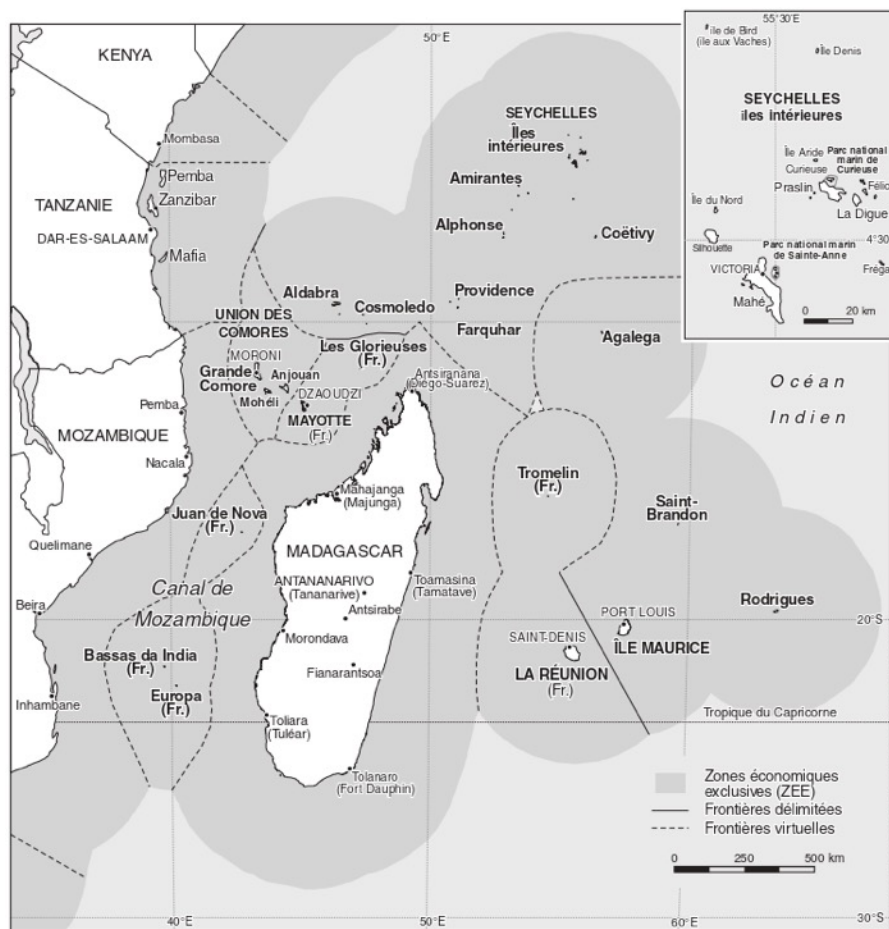 50°E
KENYA
Mombasa
Pemba
TANZANIE
Zanzibar
DAR-ES-SALAAM
Mafia
SEYCHELLES
Îles
intérieures
Amirantes
Alphonse
Coëtivy
Aldabra
Cosmoledo
Providence
Farquhar
Agalega
UNION DES
COMORES
MORONI
Grande
Comore
Anjouan
Mohéli
DZAOUDZI
MAYOTTE
(Fr.)
Les Glorieuses
(Fr.)
Antsiranana
(Diego-Suarez)
Océan
Indien
Pemba
MOZAMBIQUE
Nacala
Quelimane
Beira
Inhambane
Juan de Nova
(Fr.)
Canal de
Mozambique
Bassas da India
(Fr.)
Europa
(Fr.)
Mahajanga
(Majunga)
MADAGASCAR
ANTANANARIVO
(Tananarive)
Toamasina
(Tamatave)
Antsirabe
Morondava
Fianarantsoa
Toliara
(Tuléar)
Tolanaro
(Fort Dauphin)
Tromelin
(Fr.)
Saint-
Brandon
Rodrigues
20°S
PORT LOUIS
ÎLE MAURICE
SAINT-DENIS
LA RÉUNION
(Fr.)
Tropique du Capricorne
Zones économiques
exclusives (ZEE)
Frontières délimitées
Frontières virtuelles
0 250 500 km
40°E
50°E
60°E
30°S
55°30'E
île de Bird
(île aux Vaches)
Île Denis
SEYCHELLES
îles intérieures
Île Aride
Curieuse
Parc national
marin de
Curieuse
Praslin
Félic
La Digue
Île du Nord
4°30
Silhouette
Parc national marin
de Sainte-Anne
VICTORIA
Fréga
Mahé
0 20 km